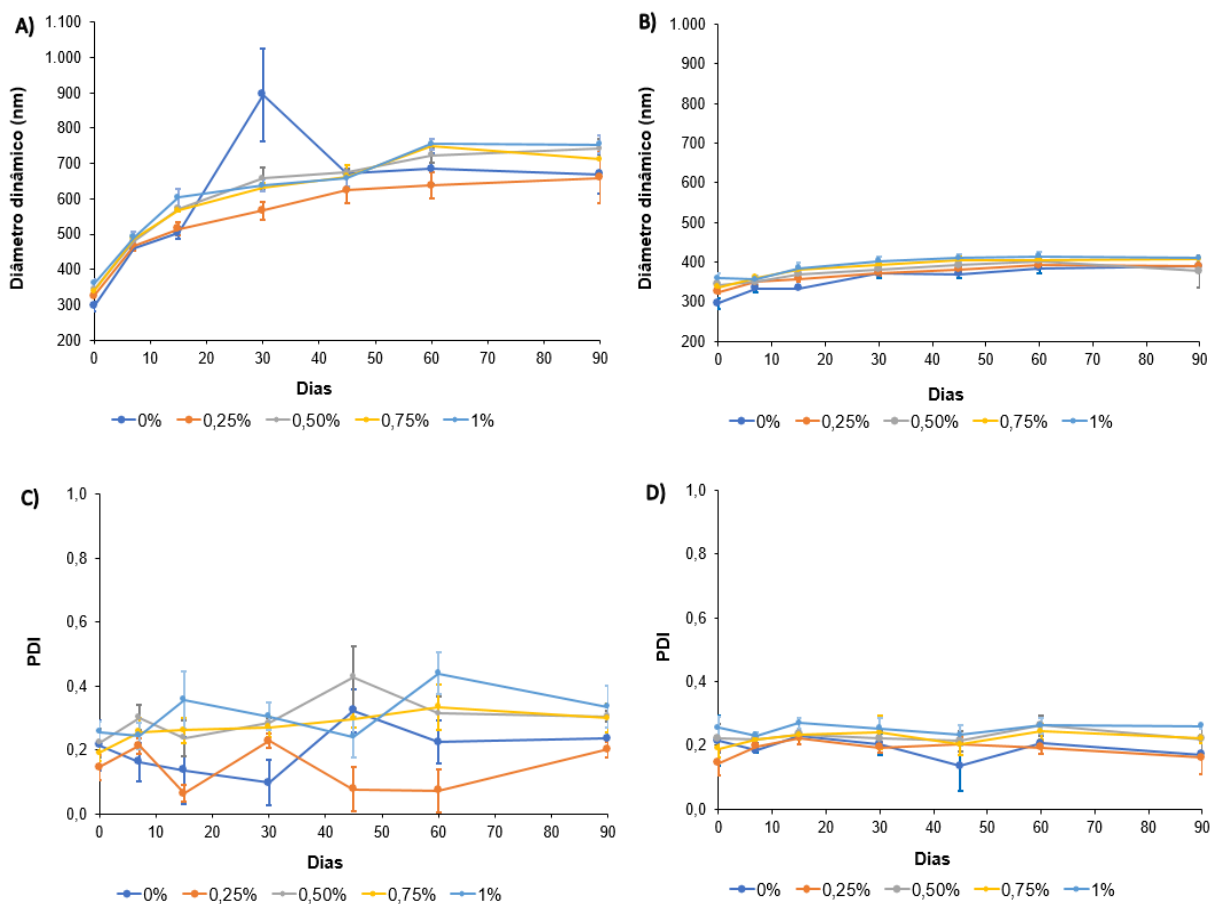 A)
Diâmetro dinâmico (nm)
1.100
1.000
900
800
700
600
500
400
300
200
0 10 20 30 40 50 60 70 80 90
Dias
0% 0,25% 0,50% 0,75% 1%
B)
Diâmetro dinâmico (nm)
1.000
900
800
700
600
500
400
300
200
0 10 20 30 40 50 60 70 80 90
Dias
0% 0,25% 0,50% 0,75% 1%
C)
PDI
1,0
0,8
0,6
0,4
0,2
0,0
0 10 20 30 40 50 60 70 80 90
Dias
0% 0,25% 0,50% 0,75% 1%
D)
PDI
1,0
0,8
0,6
0,4
0,2
0,0
0 10 20 30 40 50 60 70 80 90
Dias
0% 0,25% 0,50% 0,75% 1%